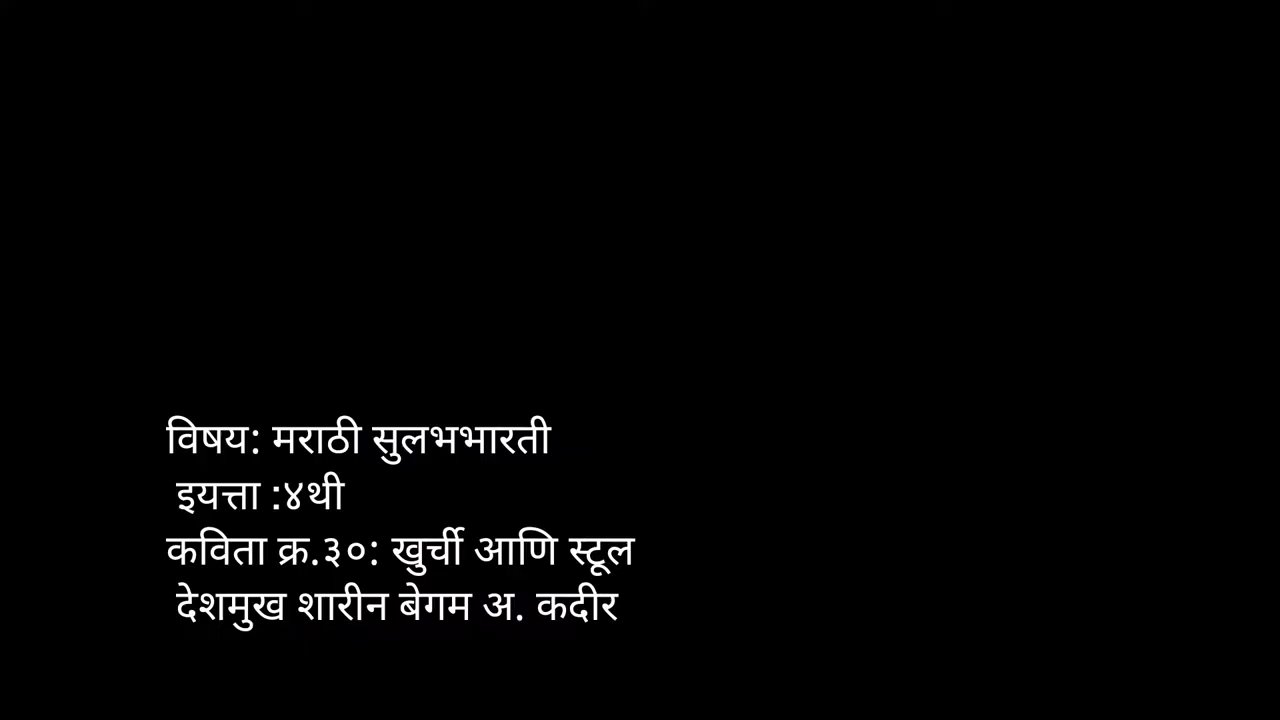 विषय: मराठी सुलभभारती
इयत्ता :४थी
कविता क्र.३०: खुर्ची आणि स्टूल
देशमुख शारीन बेगम अ. कदीर